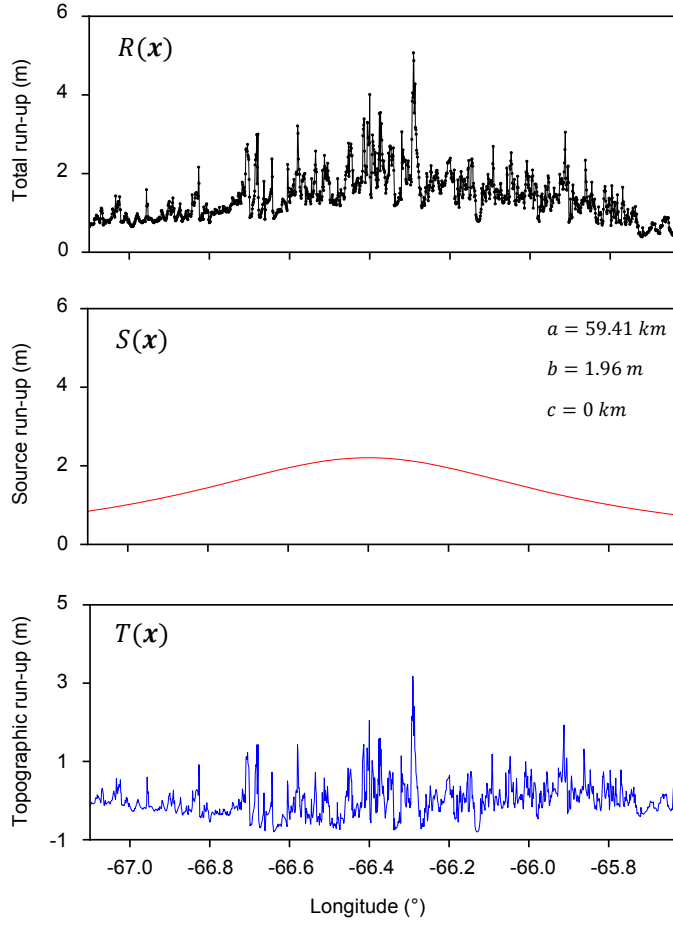 6
R(x)
4
2
0
Total run-up (m)
6
S(x)
a = 59.41 km
b = 1.96 m
c = 0 km
4
2
0
Source run-up (m)
5
T(x)
3
1
-1
Topographic run-up (m)
-67.0 -66.8 -66.6 -66.4 -66.2 -66.0 -65.8
Longitude (°)